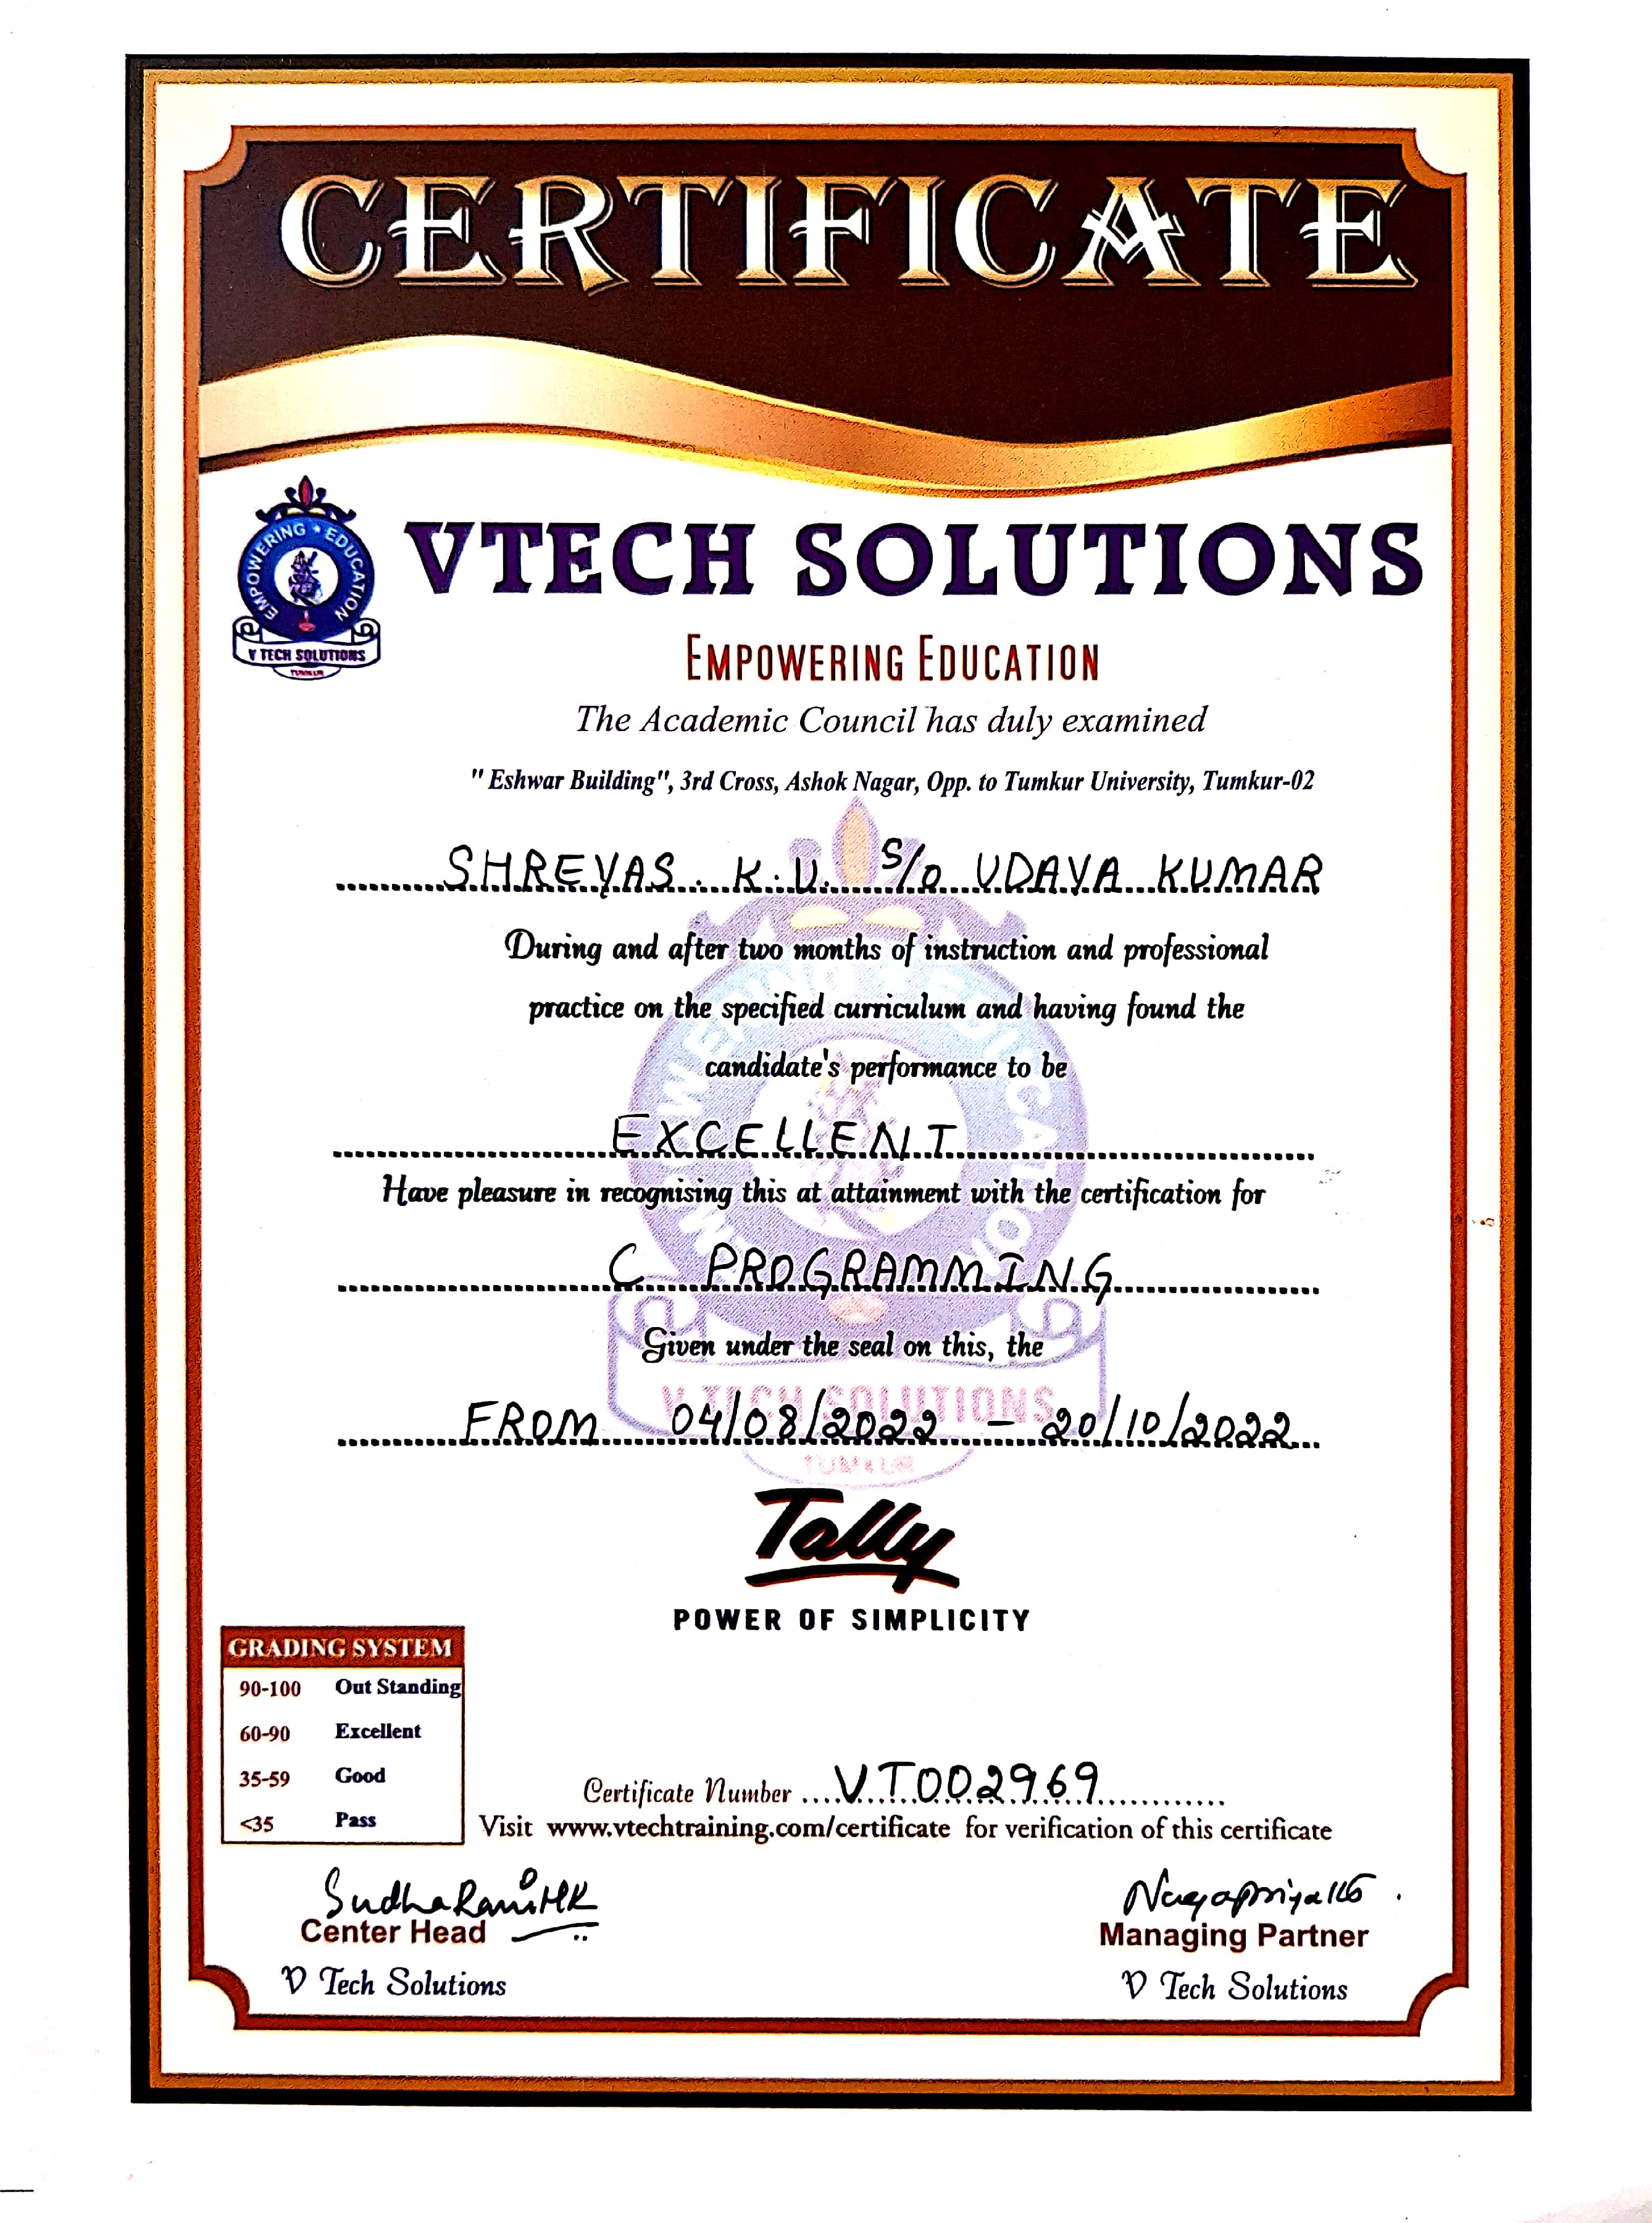 CERTIFICATE
EMPOWERING ★ EDUCATION
V TECH SOLUTIONS
TUMKUR
VTECH SOLUTIONS
EMPOWERING EDUCATION
The Academic Council has duly examined
" Eshwar Building", 3rd Cross, Ashok Nagar, Opp. to Tumkur University, Tumkur-02
SHREYAS. K.U. S/O UDAYA KUMAR
During and after two months of instruction and professional
practice on the specified curriculum and having found the
candidate's performance to be
EXCELLENT
Have pleasure in recognising this at attainment with the certification for
C PROGRAMMING
Given under the seal on this, the
V TECH SOLUTIONS
FROM 04/08/2022 - 20/10/2022
TUMKUR
Tally
POWER OF SIMPLICITY
GRADING SYSTEM
90-100 Out Standing
60-90 Excellent
35-59 Good
<35 Pass
Certificate Number ....VT002969............
Visit www.vtechtraining.com/certificate for verification of this certificate
Sudha Rani HK
Center Head
V Tech Solutions
Managing Partner
V Tech Solutions